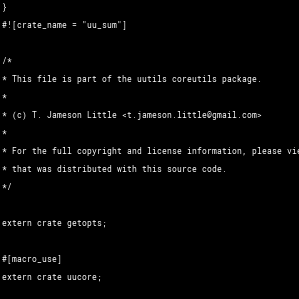 }
#![crate_name = "uu_sum"]
/*
* This file is part of the uutils coreutils package.
*
* (c) T. Jameson Little <t.jameson.little@gmail.com>
*
* For the full copyright and license information, please
* that was distributed with this source code.
*/
extern crate getopts;
#[macro_use]
extern crate uucore;